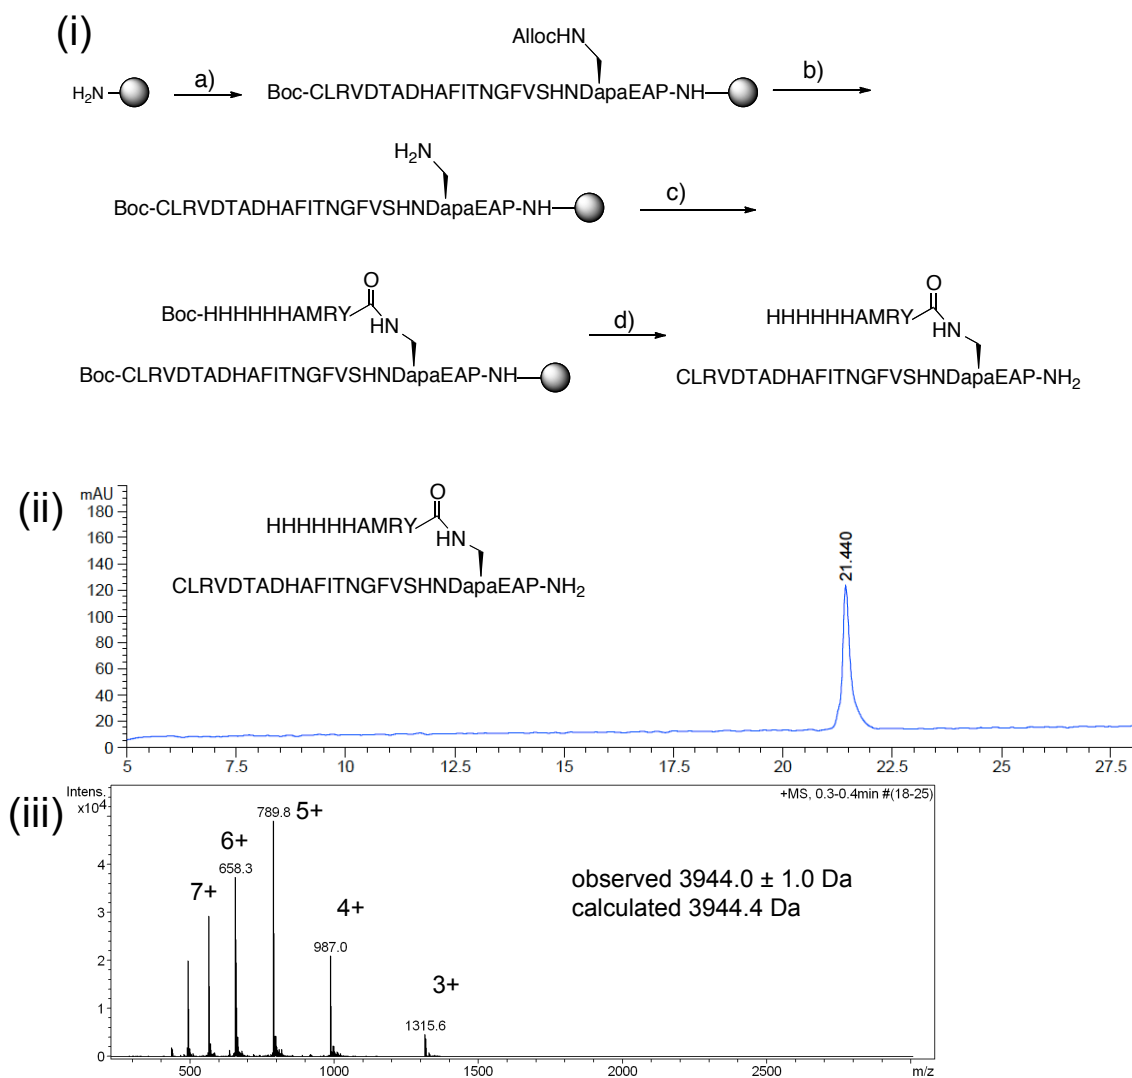 (i)
H2N
a)
AllocHN
Boc-CLRVDTADHAFITNGFVSHNDapaEAP-NH
b)
H2N
Boc-CLRVDTADHAFITNGFVSHNDapaEAP-NH
c)
O
Boc-HHHHHHAMRY
HN
Boc-CLRVDTADHAFITNGFVSHNDapaEAP-NH
d)
O
HHHHHHAMRY
HN
CLRVDTADHAFITNGFVSHNDapaEAP-NH2
(ii)
mAU
180
160
140
120
100
80
60
40
20
0
O
HHHHHHAMRY
HN
CLRVDTADHAFITNGFVSHNDapaEAP-NH2
21.440
5 7.5 10 12.5 15 17.5 20 22.5 25 27.5
(iii)
Intens.
x10^4
+MS, 0.3-0.4min #(18-25)
789.8 5+
6+
658.3
7+
4+
987.0
3+
1315.6
observed 3944.0 ± 1.0 Da
calculated 3944.4 Da
4
3
2
1
0
500 1000 1500 2000 2500 m/z